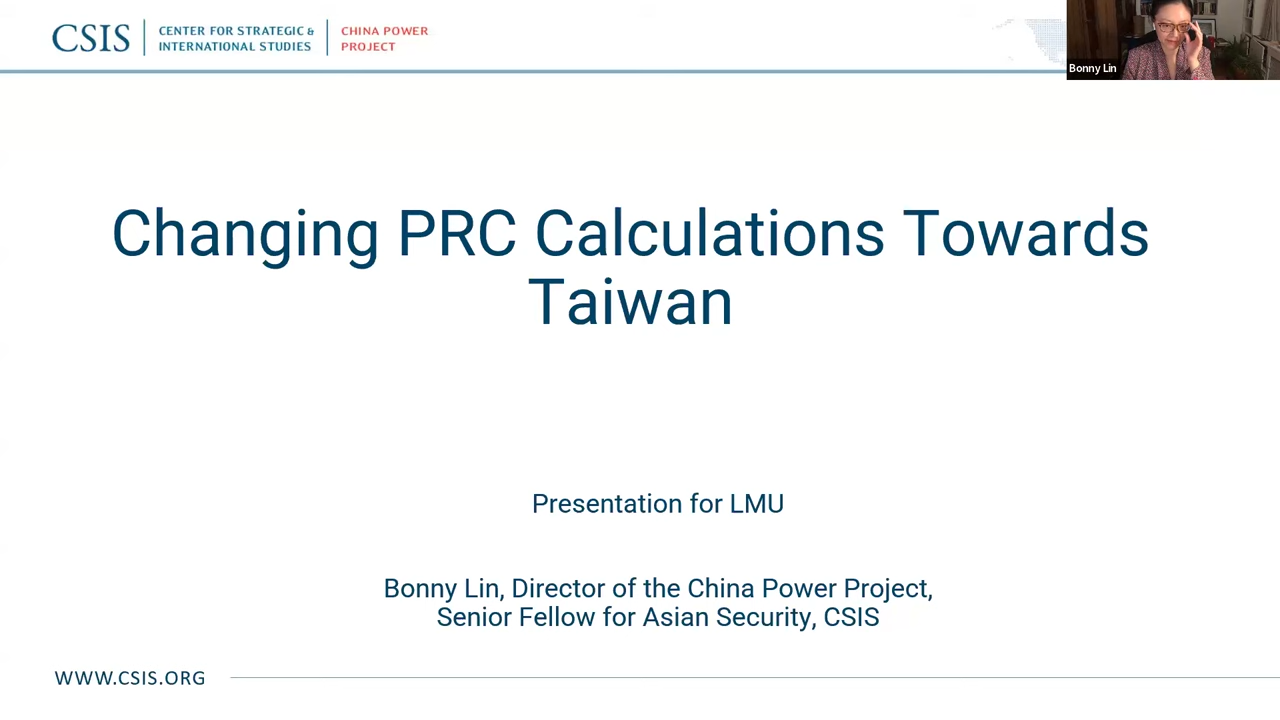 CSIS
CENTER FOR STRATEGIC &
INTERNATIONAL STUDIES
CHINA POWER
PROJECT
Bonny Lin
Changing PRC Calculations Towards
Taiwan
Presentation for LMU
Bonny Lin, Director of the China Power Project,
Senior Fellow for Asian Security, CSIS
WWW.CSIS.ORG